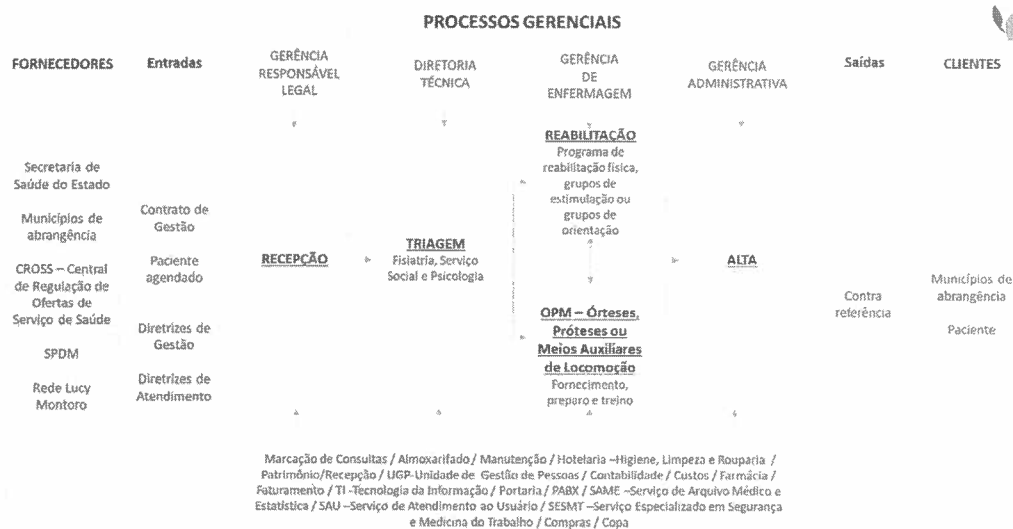 PROCESSOS GERENCIAIS
FORNECEDORES
Entradas
GERÊNCIA
RESPONSÁVEL
LEGAL
DIRETORIA
TÉCNICA
GERÊNCIA
DE
ENFERMAGEM
GERÊNCIA
ADMINISTRATIVA
Saídas
CLIENTES
Secretaria de
Saúde do Estado
Municípios de
abrangência
CROSS – Central
de Regulação de
Ofertas de
Serviço de Saúde
SPDM
Rede Lucy
Montoro
Contrato de
Gestão
Paciente
agendado
Diretrizes de
Gestão
Diretrizes de
Atendimento
RECEPÇÃO
TRIAGEM
Fisiatria, Serviço
Social e Psicologia
REABILITAÇÃO
Programa de
reabilitação física,
grupos de
estimulação ou
grupos de
orientação
OPM – Órteses,
Próteses ou
Meios Auxiliares
de Locomoção
Fornecimento,
preparo e treino
ALTA
Contra
referência
Municípios de
abrangência
Paciente
Marcação de Consultas / Almoxarifado/ Manutenção / Hotelaria –Higiene, Limpeza e Rouparia /
Patrimônio/Recepção / UGP-Unidade de Gestão de Pessoas / Contabilidade / Custos / Farmácia /
Faturamento / TI -Tecnologia da Informação / Portaria / PABX / SAME –Serviço de Arquivo Médico e
Estatística / SAU –Serviço de Atendimento ao Usuário / SESMT –Serviço Especializado em Segurança
e Medicina do Trabalho / Compras / Copa